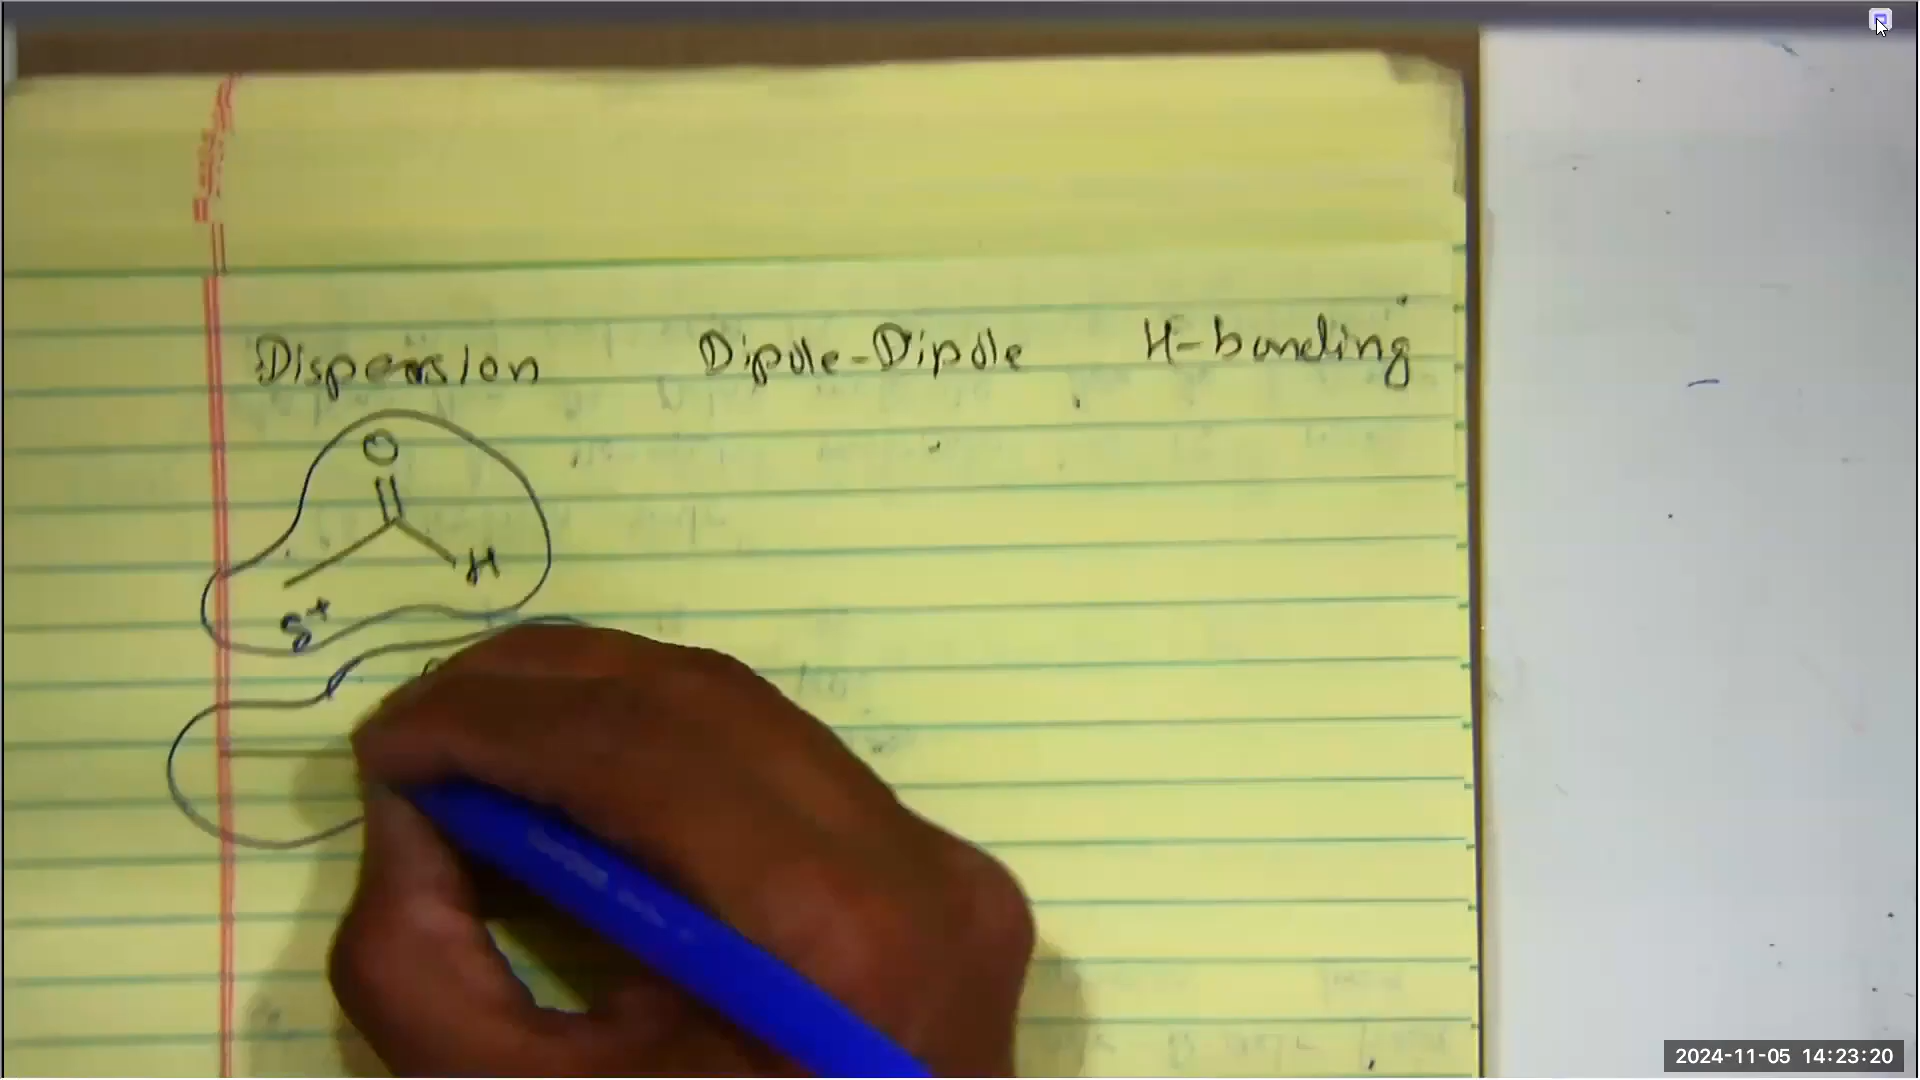 Dispersion Dipole-Dipole H-bonding
O
H
δ+
2024-11-05 14:23:20